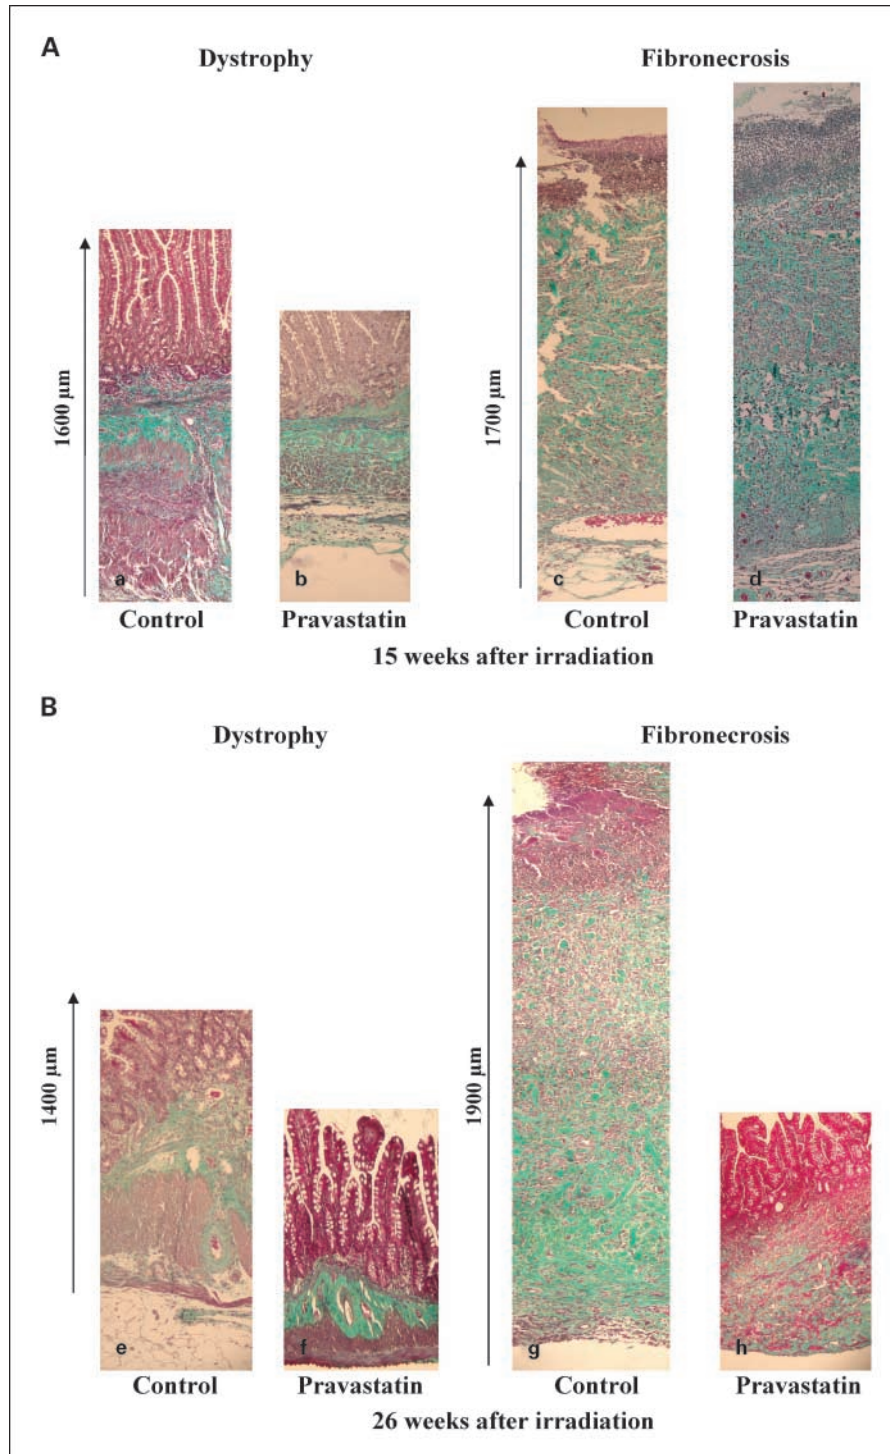 A
Dystrophy
Fibronecrosis
1600 µm
1700 µm
a
b
c
d
Control
Pravastatin
Control
Pravastatin
15 weeks after irradiation
B
Dystrophy
Fibronecrosis
1400 µm
1900 µm
e
f
g
h
Control
Pravastatin
Control
Pravastatin
26 weeks after irradiation